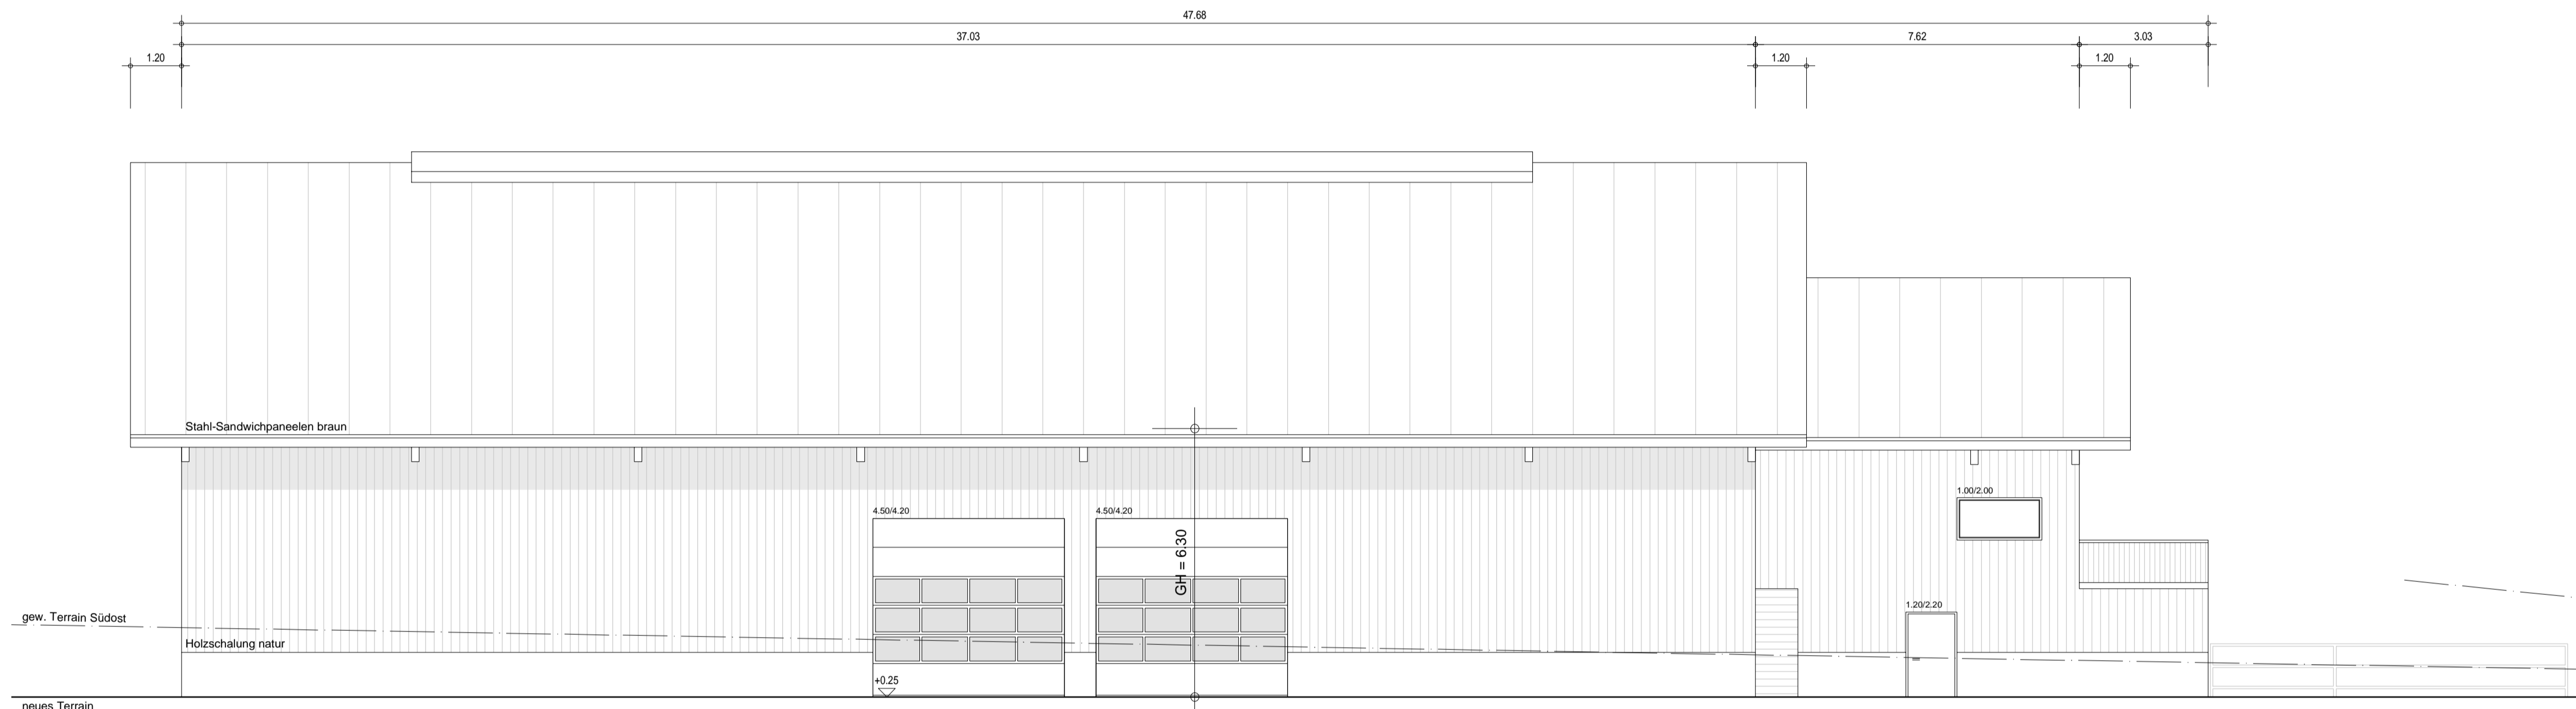 47.68
37.03
7.62
3.03
1.20
1.20
1.20
Stahl-Sandwichpaneelen braun
1.00/2.00
4.50/4.20
4.50/4.20
GH = 6.30
1.20/2.20
gew. Terrain Südost
Holzschalung natur
+0.25
neues Terrain